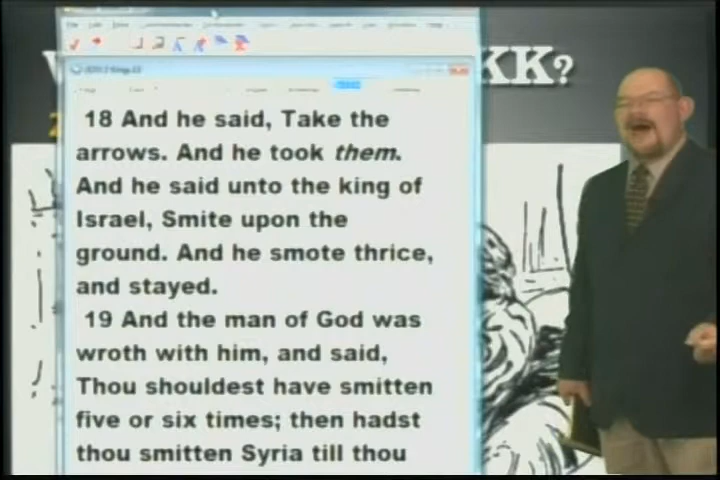 KK?
18 And he said, Take the
arrows. And he took them.
And he said unto the king of
Israel, Smite upon the
ground. And he smote thrice,
and stayed.
19 And the man of God was
wroth with him, and said,
Thou shouldest have smitten
five or six times; then hadst
thou smitten Syria till thou